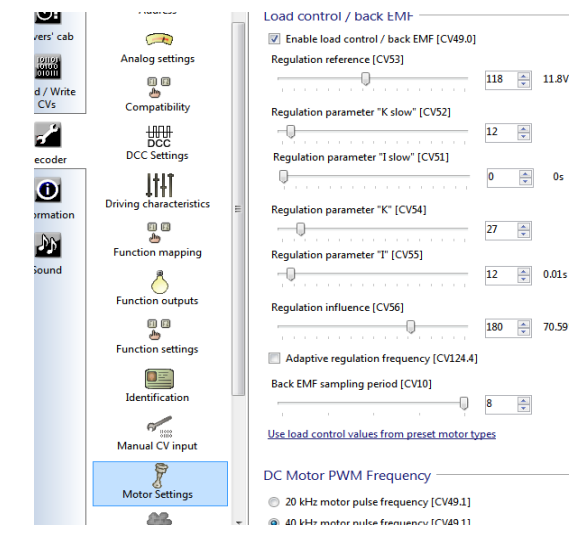 Address
vers' cab
d / Write
CVs
ecoder
ormation
Sound
Analog settings
Compatibility
DCC
DCC Settings
Driving characteristics
Function mapping
Function outputs
Function settings
Identification
Manual CV input
Motor Settings
Load control / back EMF
Enable load control / back EMF [CV49.0]
Regulation reference [CV53]
118 11.8V
Regulation parameter "K slow" [CV52]
12
Regulation parameter "I slow" [CV51]
0 0s
Regulation parameter "K" [CV54]
27
Regulation parameter "I" [CV55]
12 0.01s
Regulation influence [CV56]
180 70.59
Adaptive regulation frequency [CV124.4]
Back EMF sampling period [CV10]
8
Use load control values from preset motor types
DC Motor PWM Frequency
20 kHz motor pulse frequency [CV49.1]
40 kHz motor pulse frequency [CV49.1]